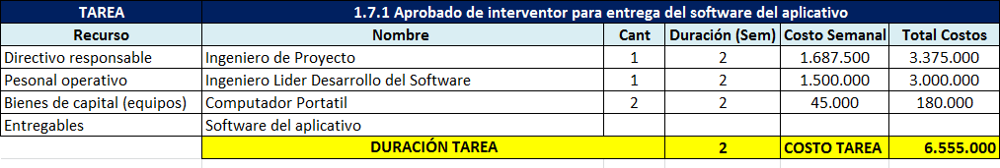 TAREA 1.7.1 Aprobado de interventor para entrega del software del aplicativo
Recurso Nombre Cant Duración (Sem) Costo Semanal Total Costos
Directivo responsable Ingeniero de Proyecto 1 2 1.687.500 3.375.000
Pesonal operativo Ingeniero Lider Desarrollo del Software 1 2 1.500.000 3.000.000
Bienes de capital (equipos) Computador Portatil 2 2 45.000 180.000
Entregables Software del aplicativo
DURACIÓN TAREA 2 COSTO TAREA 6.555.000